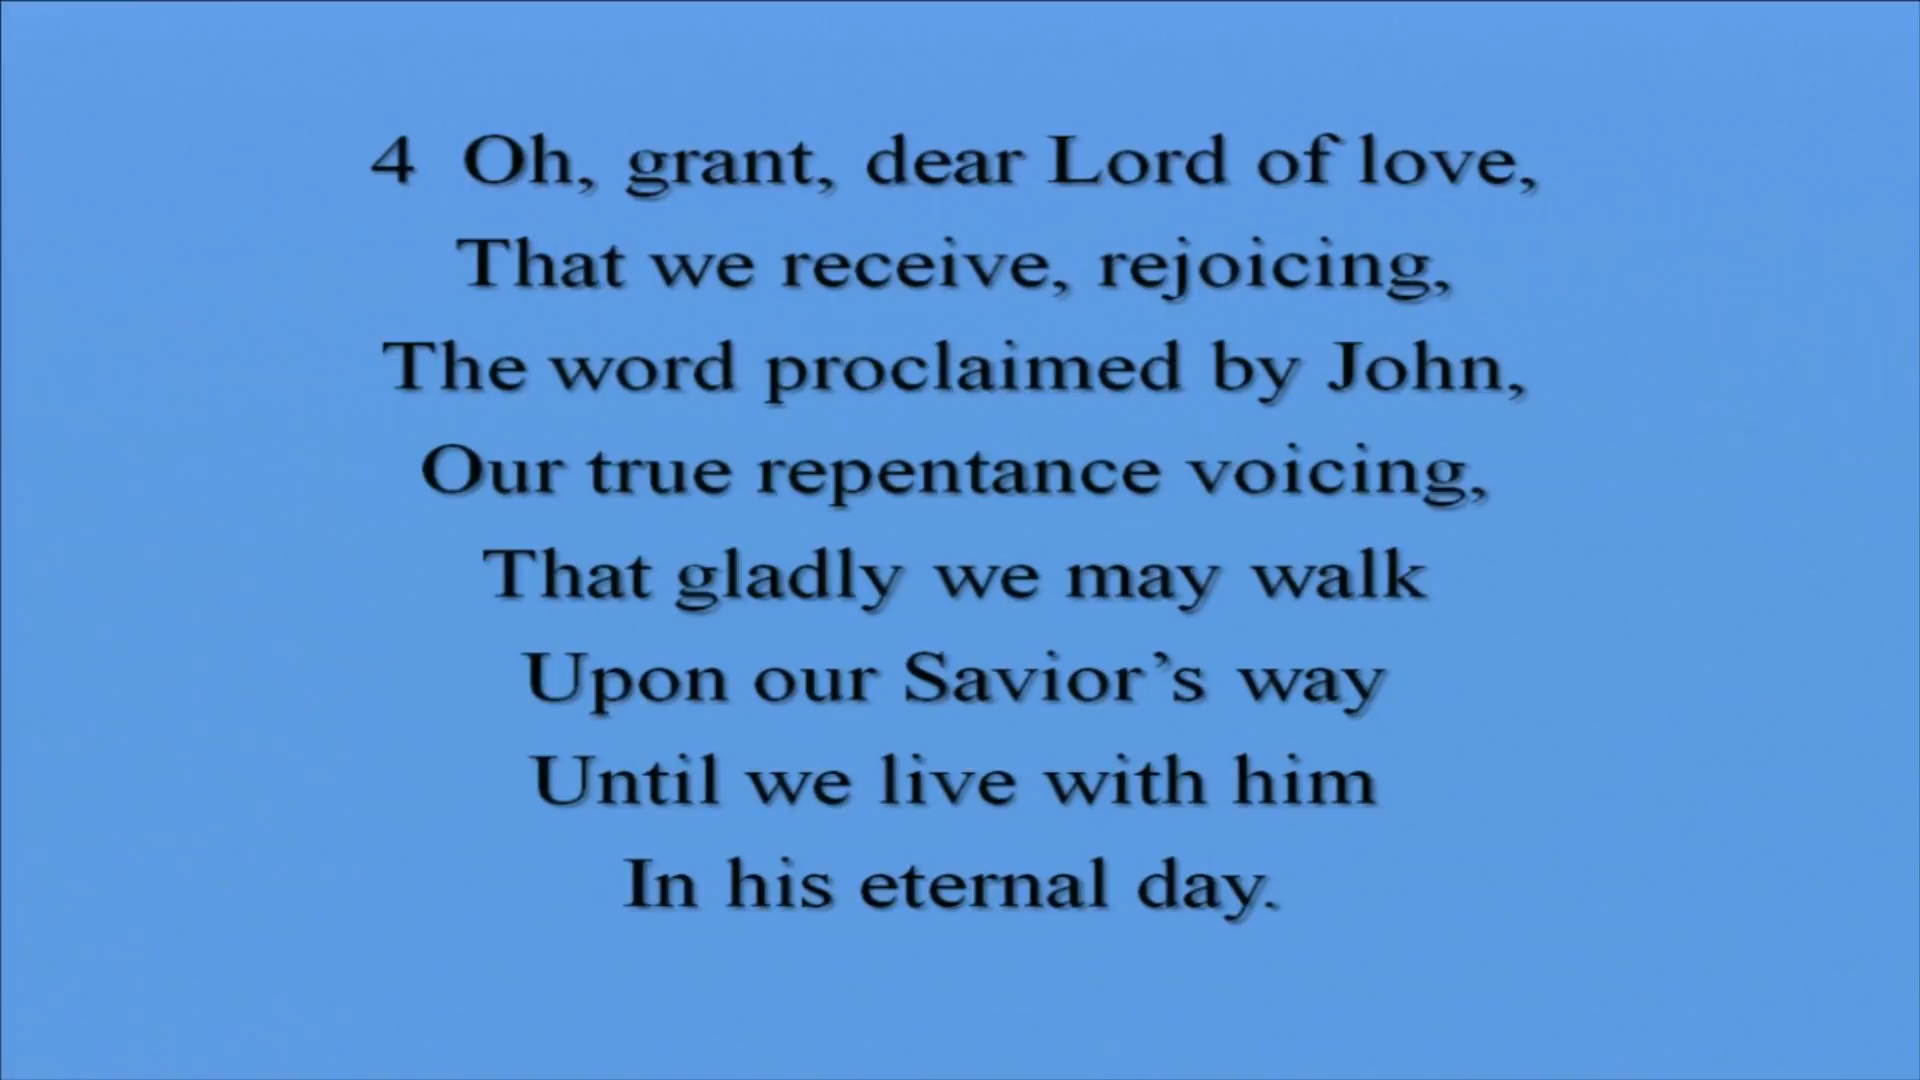 4 Oh, grant, dear Lord of love,
That we receive, rejoicing,
The word proclaimed by John,
Our true repentance voicing,
That gladly we may walk
Upon our Savior’s way
Until we live with him
In his eternal day.